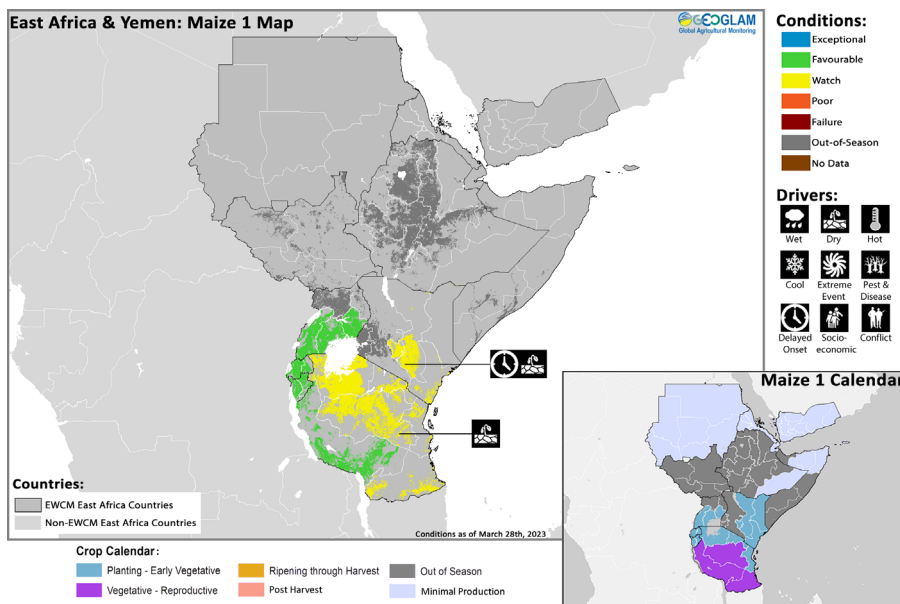 East Africa & Yemen: Maize 1 Map
GEOGLAM
Global Agricultural Monitoring
Conditions:
Exceptional
Favourable
Watch
Poor
Failure
Out-of-Season
No Data
Drivers:
Wet
Dry
Hot
Cool
Extreme
Event
Pest &
Disease
Delayed
Onset
Socio-
economic
Conflict
Maize 1 Calendar
Countries:
EWCM East Africa Countries
Non-EWCM East Africa Countries
Conditions as of March 28th, 2023
Crop Calendar:
Planting - Early Vegetative
Ripening through Harvest
Out of Season
Vegetative - Reproductive
Post Harvest
Minimal Production